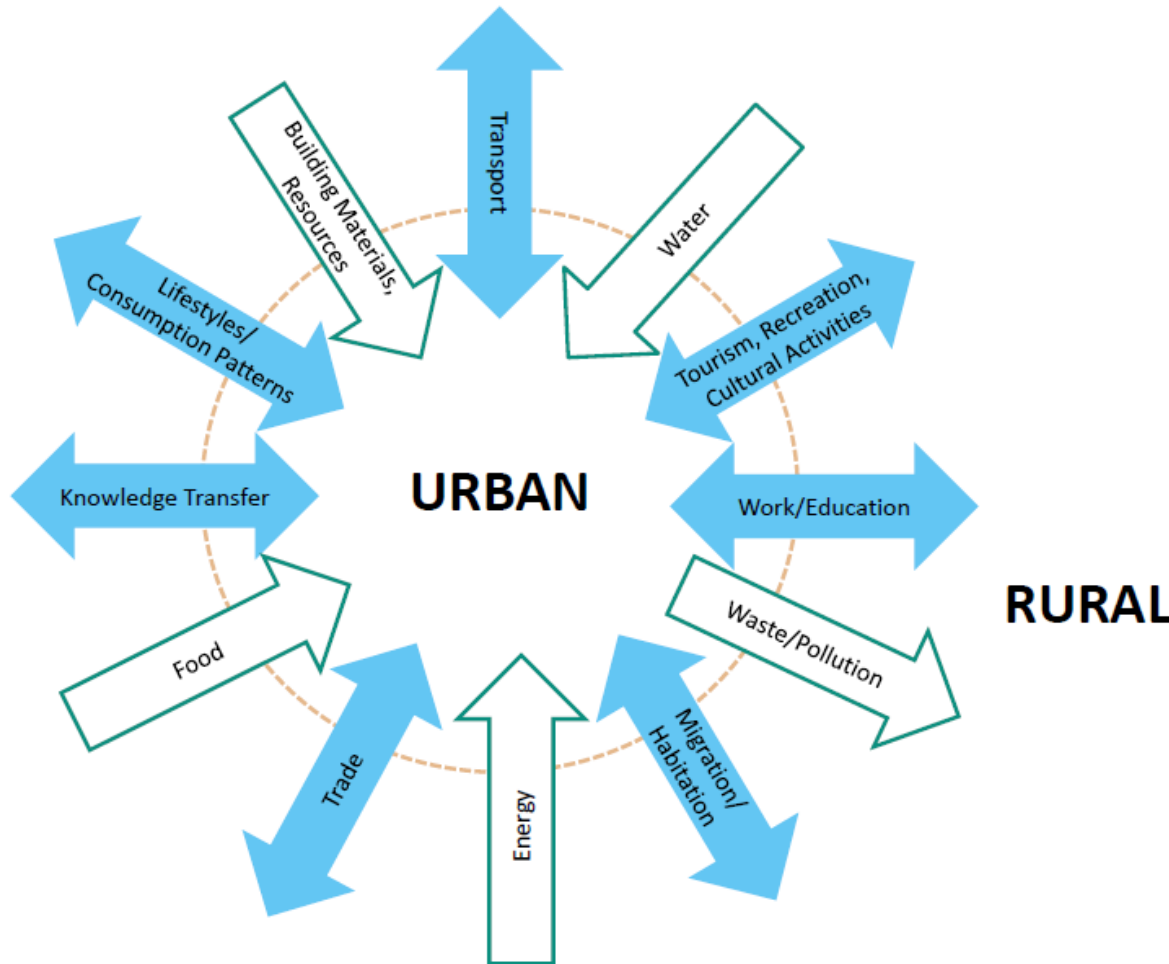 Transport
Building Materials,
Resources
Water
Lifestyles/
Consumption Patterns
Tourism, Recreation,
Cultural Activities
Knowledge Transfer
URBAN
Work/Education
RURAL
Food
Waste/Pollution
Trade
Energy
Migration/
Habitation